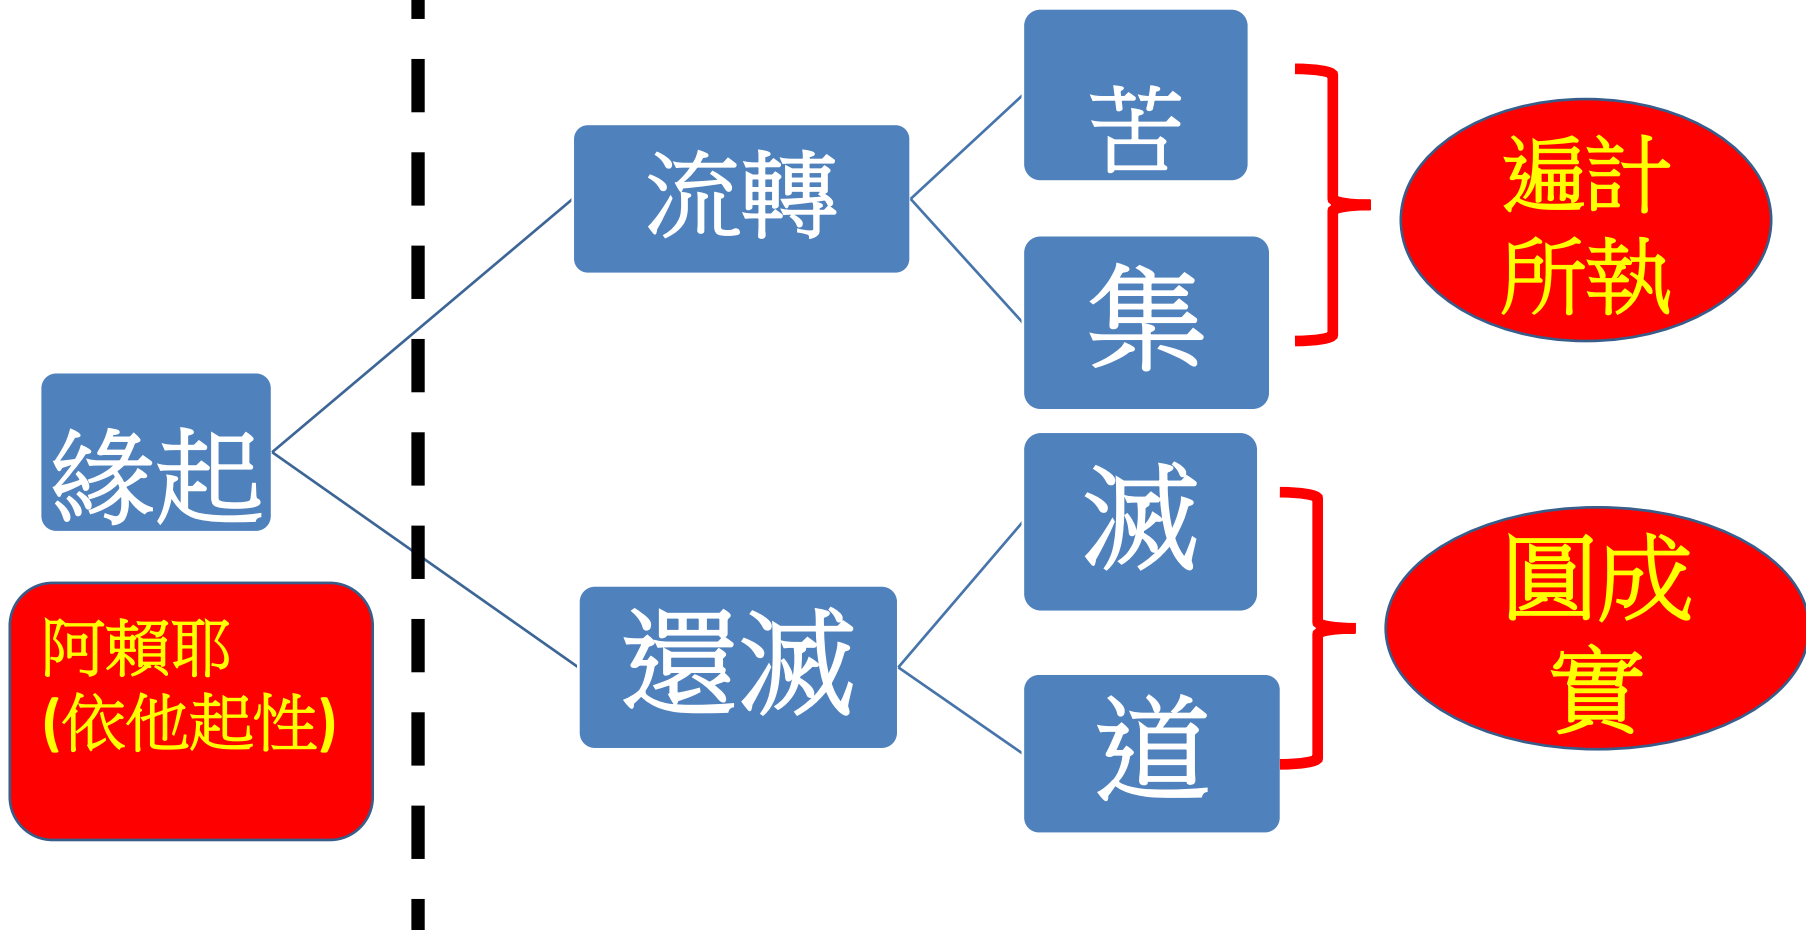 緣起
阿賴耶
(依他起性)
流轉
還滅
苦
集
滅
道
遍計
所執
圓成
實